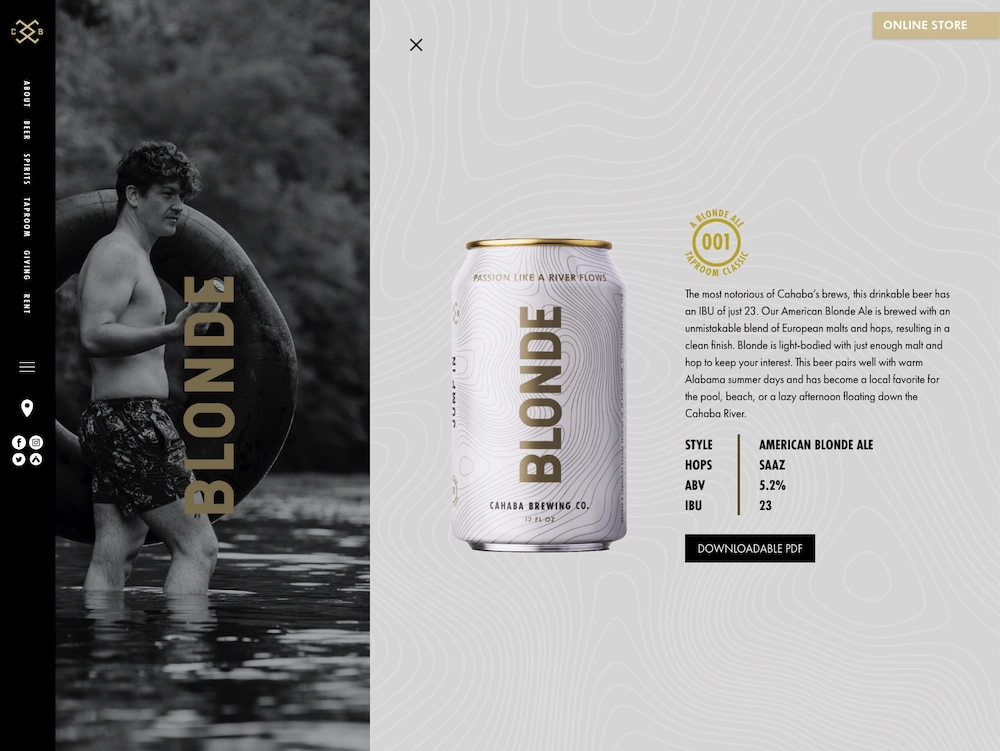 C B
ABOUT
BEER
SPIRITS
TAPROOM
GIVING
RENT
BLONDE
ONLINE STORE
PASSION LIKE A RIVER FLOWS
BLONDE
CAHABA BREWING CO.
12 FL OZ
A BLONDE ALE
001
TAPROOM CLASSIC
The most notorious of Cahaba's brews, this drinkable beer has
an IBU of just 23. Our American Blonde Ale is brewed with an
unmistakable blend of European malts and hops, resulting in a
clean finish. Blonde is light-bodied with just enough malt and
hop to keep your interest. This beer pairs well with warm
Alabama summer days and has become a local favorite for
the pool, beach, or a lazy afternoon floating down the
Cahaba River.
STYLE AMERICAN BLONDE ALE
HOPS SAAZ
ABV 5.2%
IBU 23
DOWNLOADABLE PDF